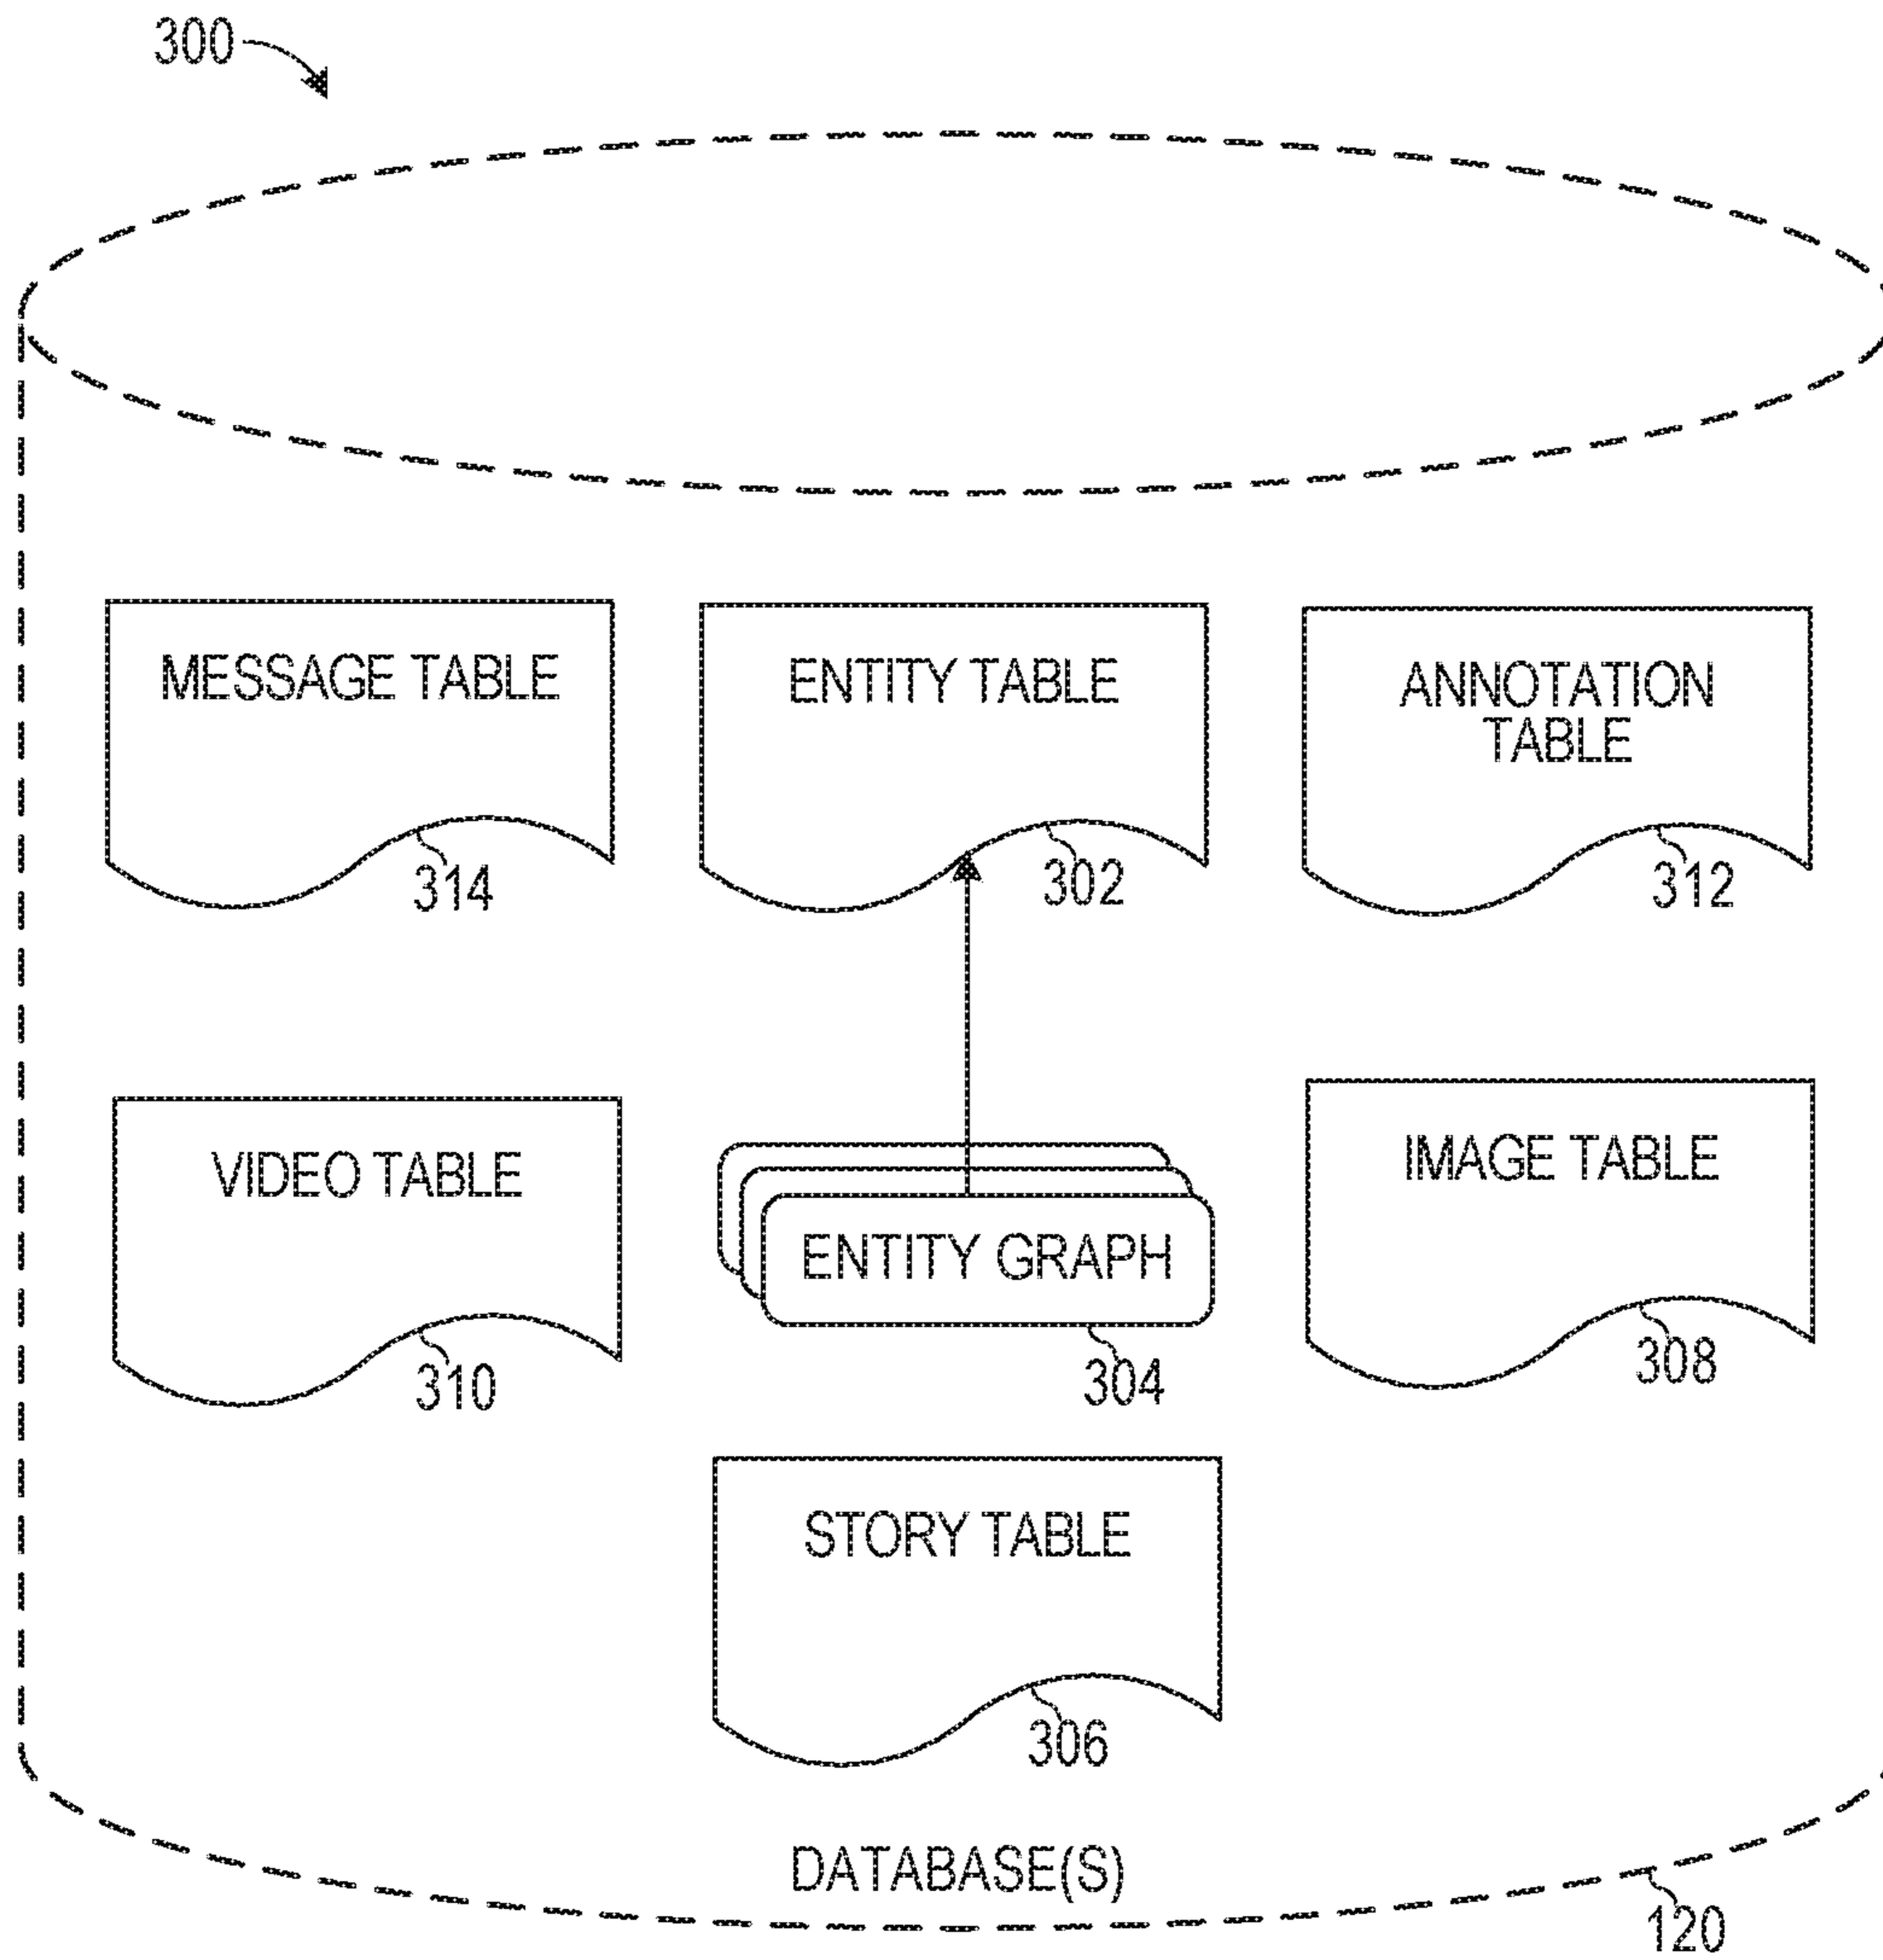 300
MESSAGE TABLE
314
ENTITY TABLE
302
ANNOTATION
TABLE
312
VIDEO TABLE
310
ENTITY GRAPH
304
IMAGE TABLE
308
STORY TABLE
306
DATABASE(S)
120